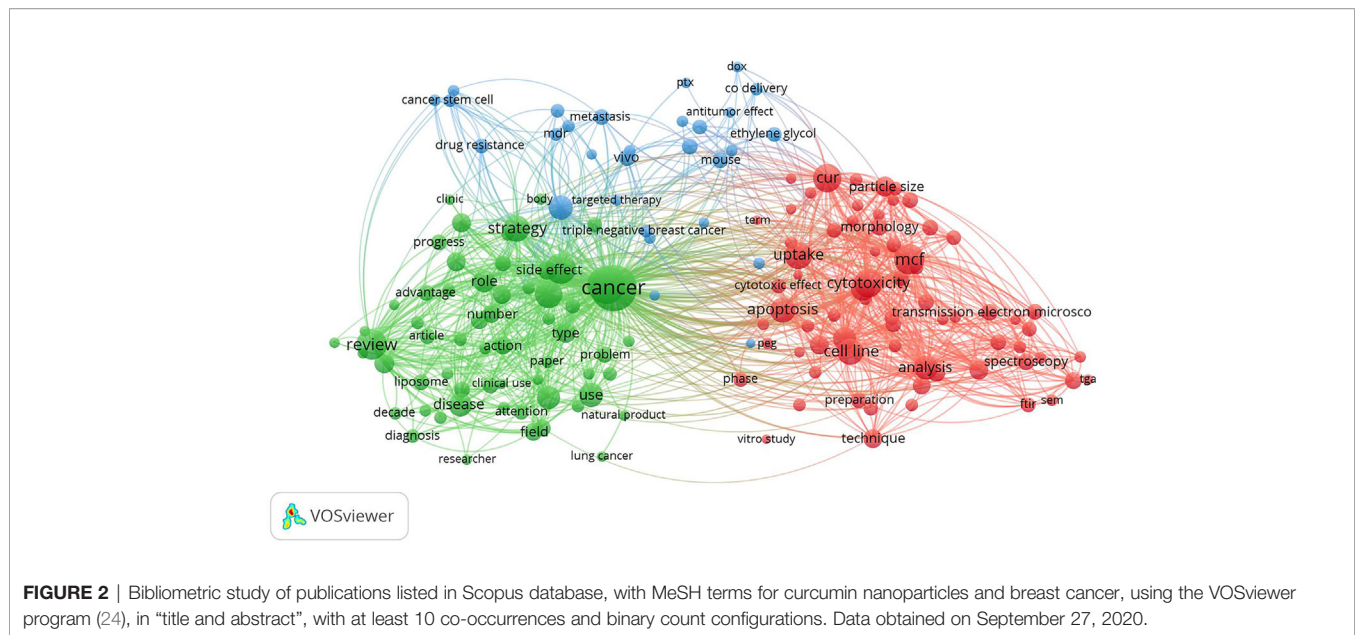 dox
ptx
co delivery
cancer stem cell
antitumor effect
metastasis
mdr
ethylene glycol
drug resistance
vivo
mouse
cur
particle size
clinic
body
targeted therapy
term
strategy
triple negative breast cancer
morphology
progress
uptake
mcf
side effect
role
cancer
cytotoxic effect
cytotoxicity
advantage
number
apoptosis
transmission electron microsco
article
type
review
action
peg
cell line
paper
problem
spectroscopy
analysis
liposome
clinical use
phase
tga
disease
use
preparation
ftir
sem
decade
attention
natural product
diagnosis
field
vitro study
technique
researcher
lung cancer
VOSviewer
FIGURE 2 | Bibliometric study of publications listed in Scopus database, with MeSH terms for curcumin nanoparticles and breast cancer, using the VOSviewer
program (24), in “title and abstract”, with at least 10 co-occurrences and binary count configurations. Data obtained on September 27, 2020.